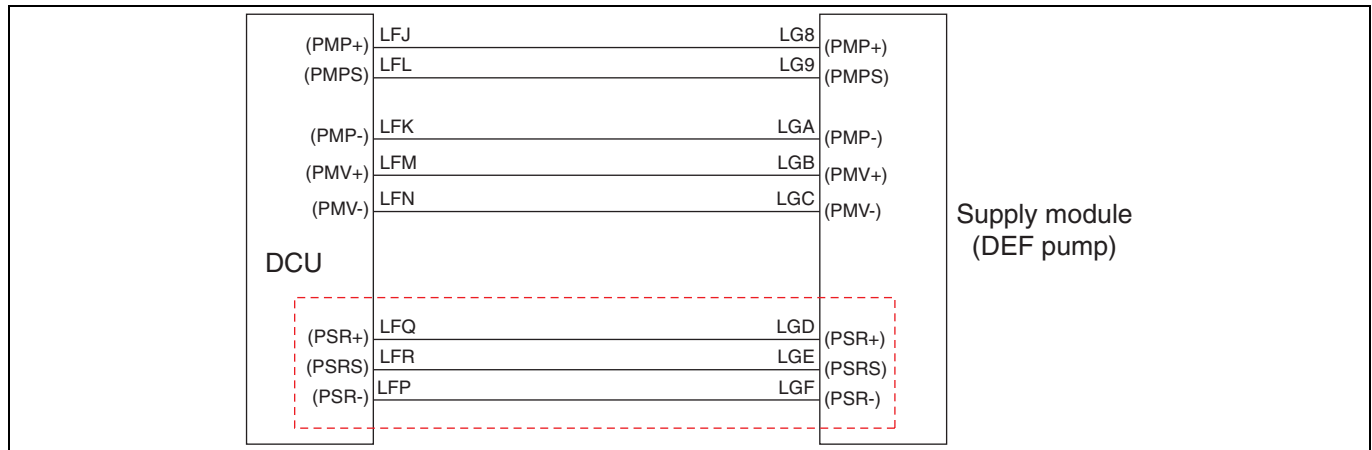 (PMP+) LFJ LG8 (PMP+)
(PMPS) LFL LG9 (PMPS)
(PMP-) LFK LGA (PMP-)
(PMV+) LFM LGB (PMV+)
(PMV-) LFN LGC (PMV-)
Supply module
(DEF pump)
DCU
(PSR+) LFQ LGD (PSR+)
(PSRS) LFR LGE (PSRS)
(PSR-) LFP LGF (PSR-)